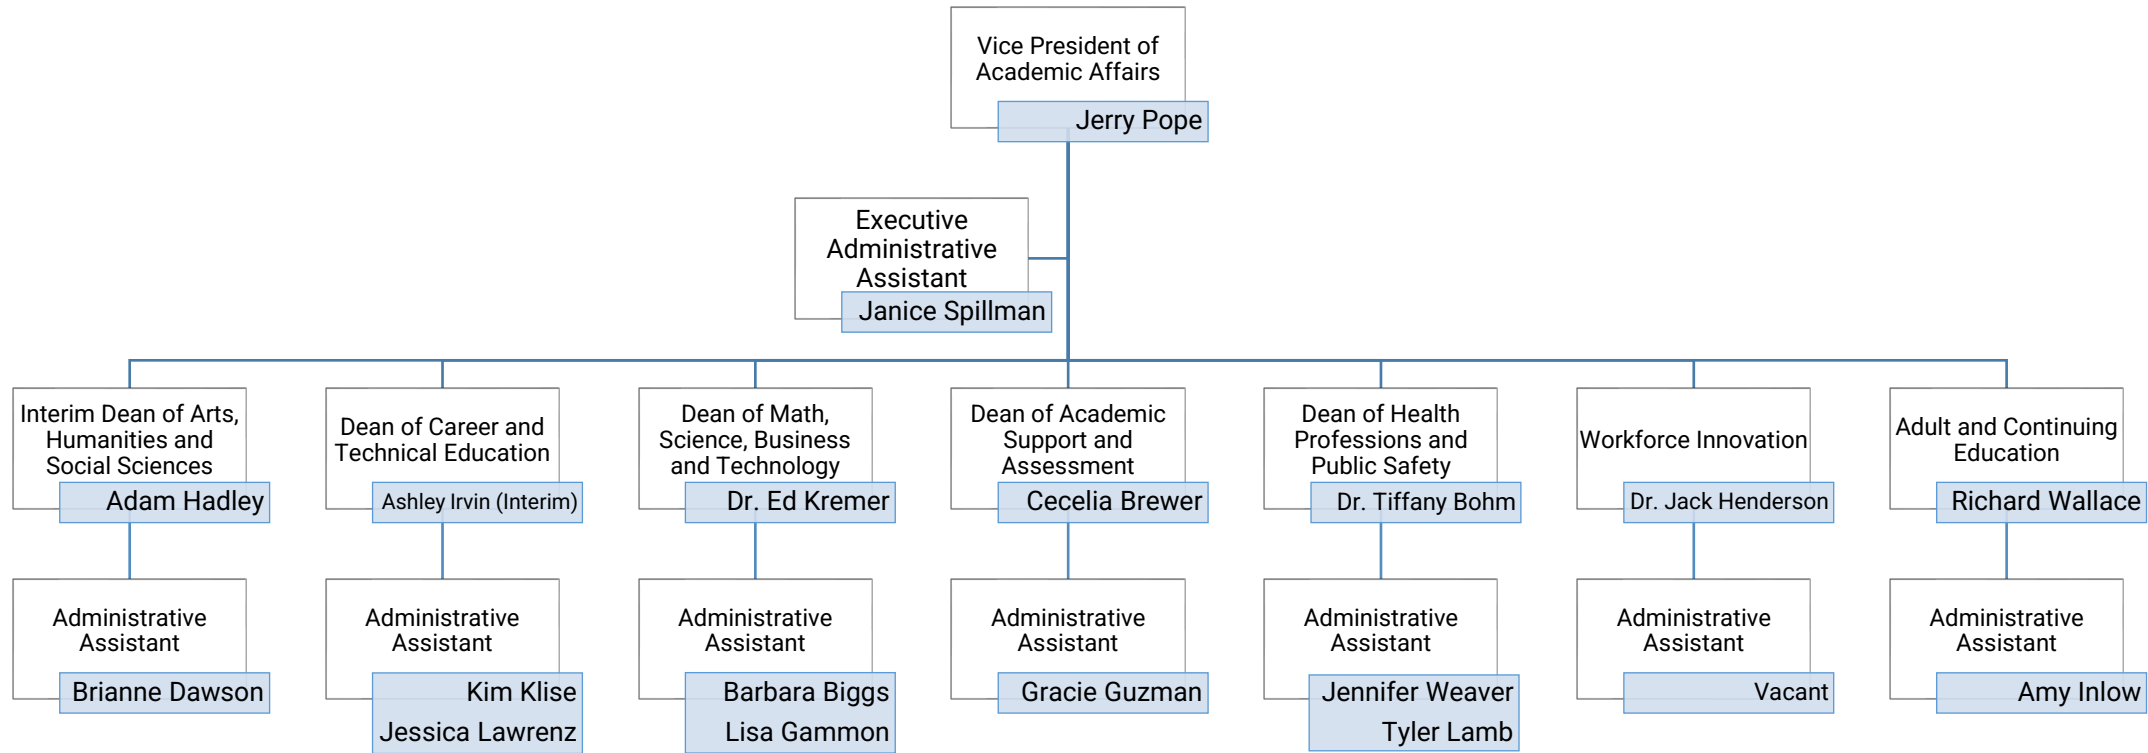 Vice President of
Academic Affairs
Jerry Pope
Executive
Administrative
Assistant
Janice Spillman
Interim Dean of Arts,
Humanities and
Social Sciences
Adam Hadley
Dean of Career and
Technical Education
Ashley Irvin (Interim)
Dean of Math,
Science, Business
and Technology
Dr. Ed Kremer
Dean of Academic
Support and
Assessment
Cecelia Brewer
Dean of Health
Professions and
Public Safety
Dr. Tiffany Bohm
Workforce Innovation
Dr. Jack Henderson
Adult and Continuing
Education
Richard Wallace
Administrative
Assistant
Brianne Dawson
Administrative
Assistant
Kim Klise
Jessica Lawrenz
Administrative
Assistant
Barbara Biggs
Lisa Gammon
Administrative
Assistant
Gracie Guzman
Administrative
Assistant
Jennifer Weaver
Tyler Lamb
Administrative
Assistant
Vacant
Administrative
Assistant
Amy Inlow